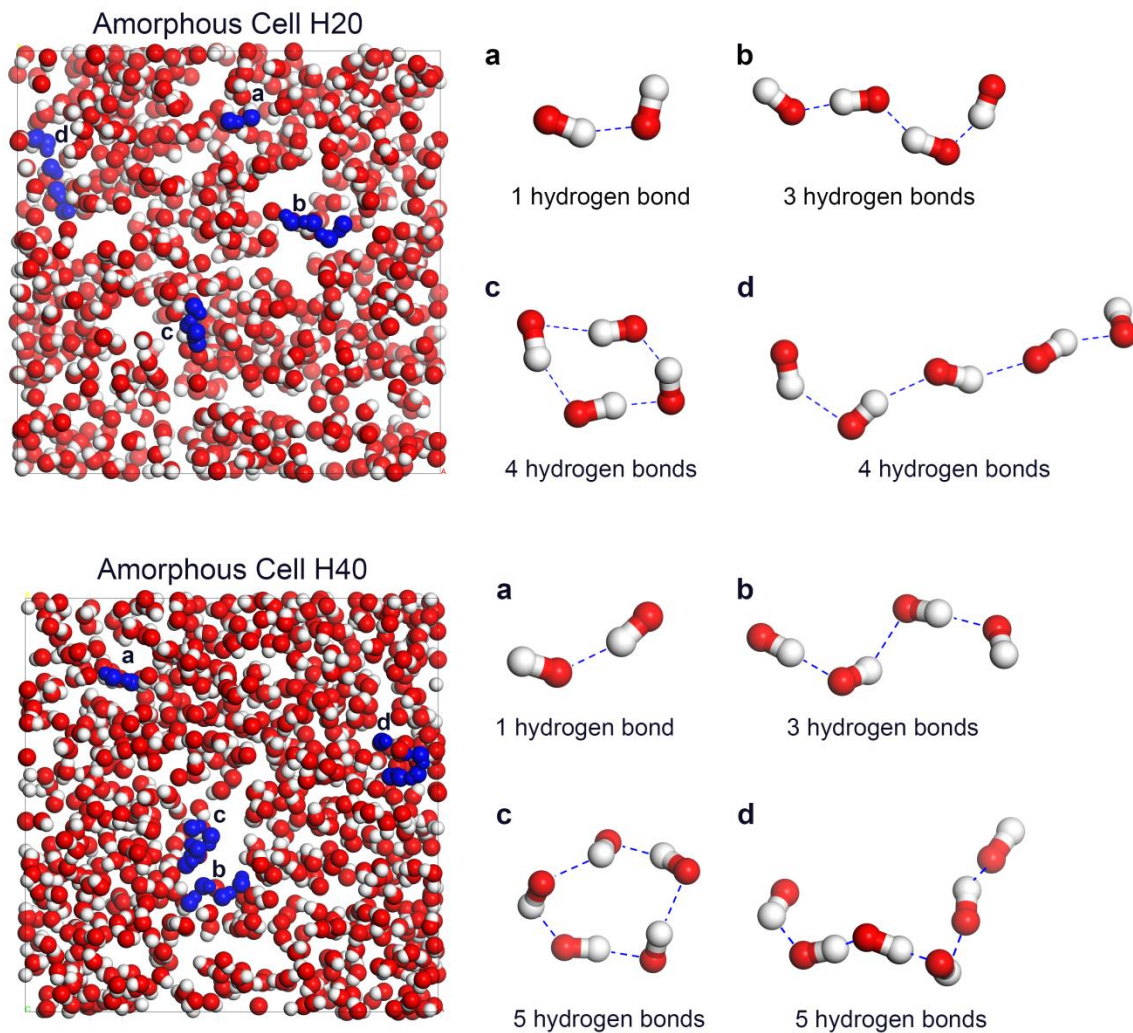 Amorphous Cell H20
a
b
c
d
a
1 hydrogen bond
b
3 hydrogen bonds
c
4 hydrogen bonds
d
4 hydrogen bonds
A
Amorphous Cell H40
a
d
c
b
a
1 hydrogen bond
b
3 hydrogen bonds
c
5 hydrogen bonds
d
5 hydrogen bonds